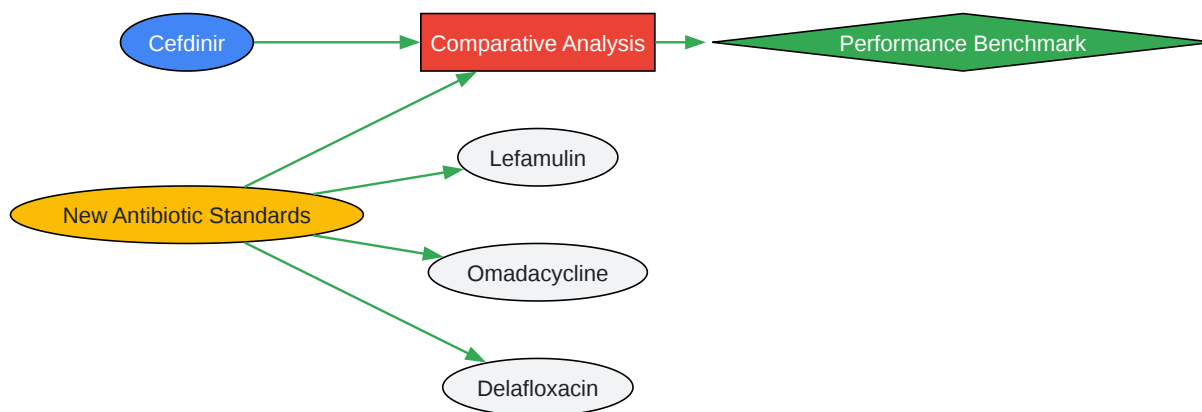 Cefdinir
Comparative Analysis
Performance Benchmark
Lefamulin
New Antibiotic Standards
Omadacycline
Delafloxacin